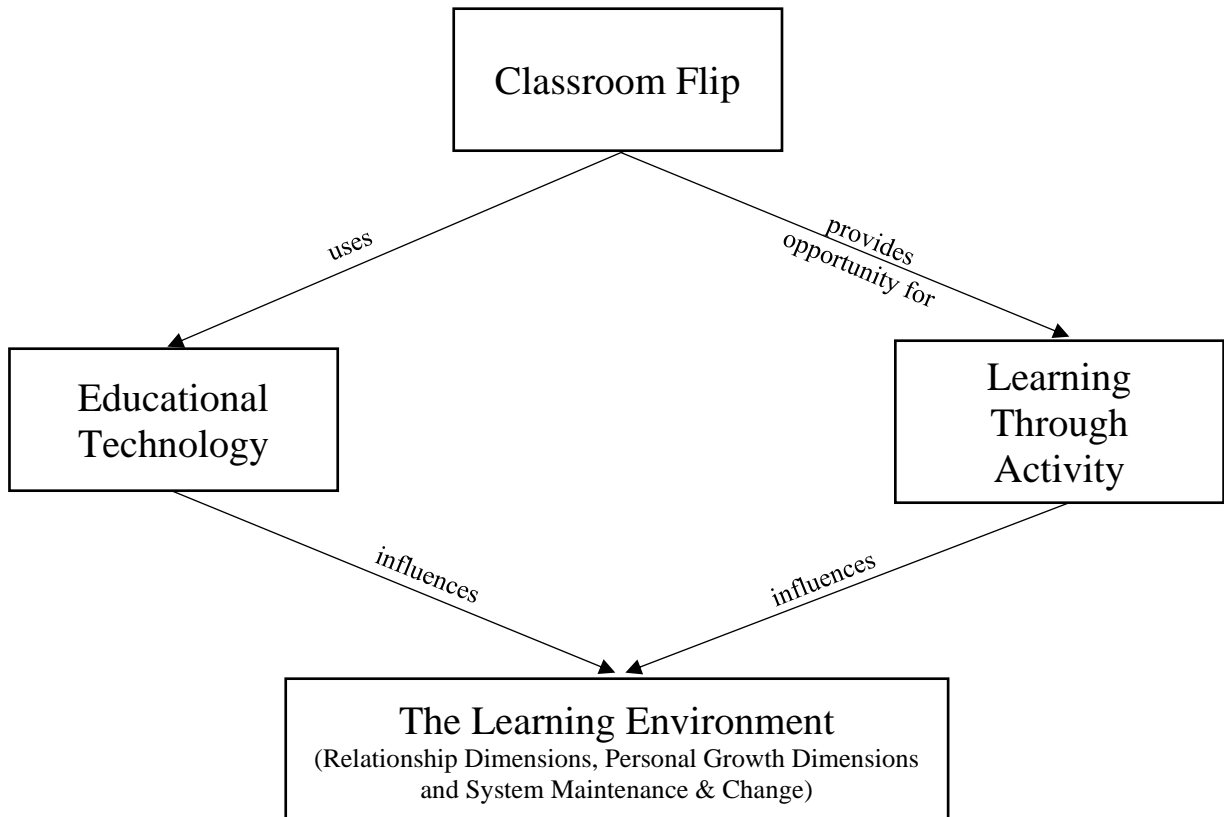 Classroom Flip
uses
provides
opportunity for
Educational
Technology
Learning
Through
Activity
influences
influences
The Learning Environment
(Relationship Dimensions, Personal Growth Dimensions
and System Maintenance & Change)